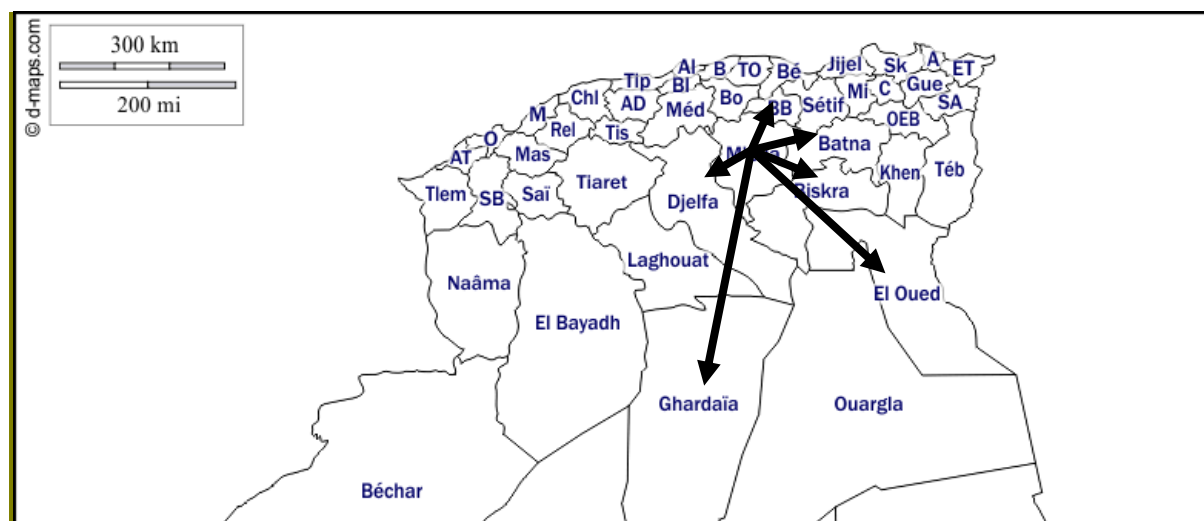 © d-maps.com
300 km
200 mi
Al
B
TO
Bé
Jijel
Sk
A
ET
Tip
Bl
Mi
C
Gue
Chl
AD
Méd
Bo
BB
Sétif
SA
M
OEB
Rel
Tis
O
AT
Mas
Batna
Khen
Téb
Tlem
SB
Saï
Tiaret
Djelfa
Biskra
Laghouat
Naâma
El Bayadh
El Oued
Ghardaïa
Ouargla
Béchar